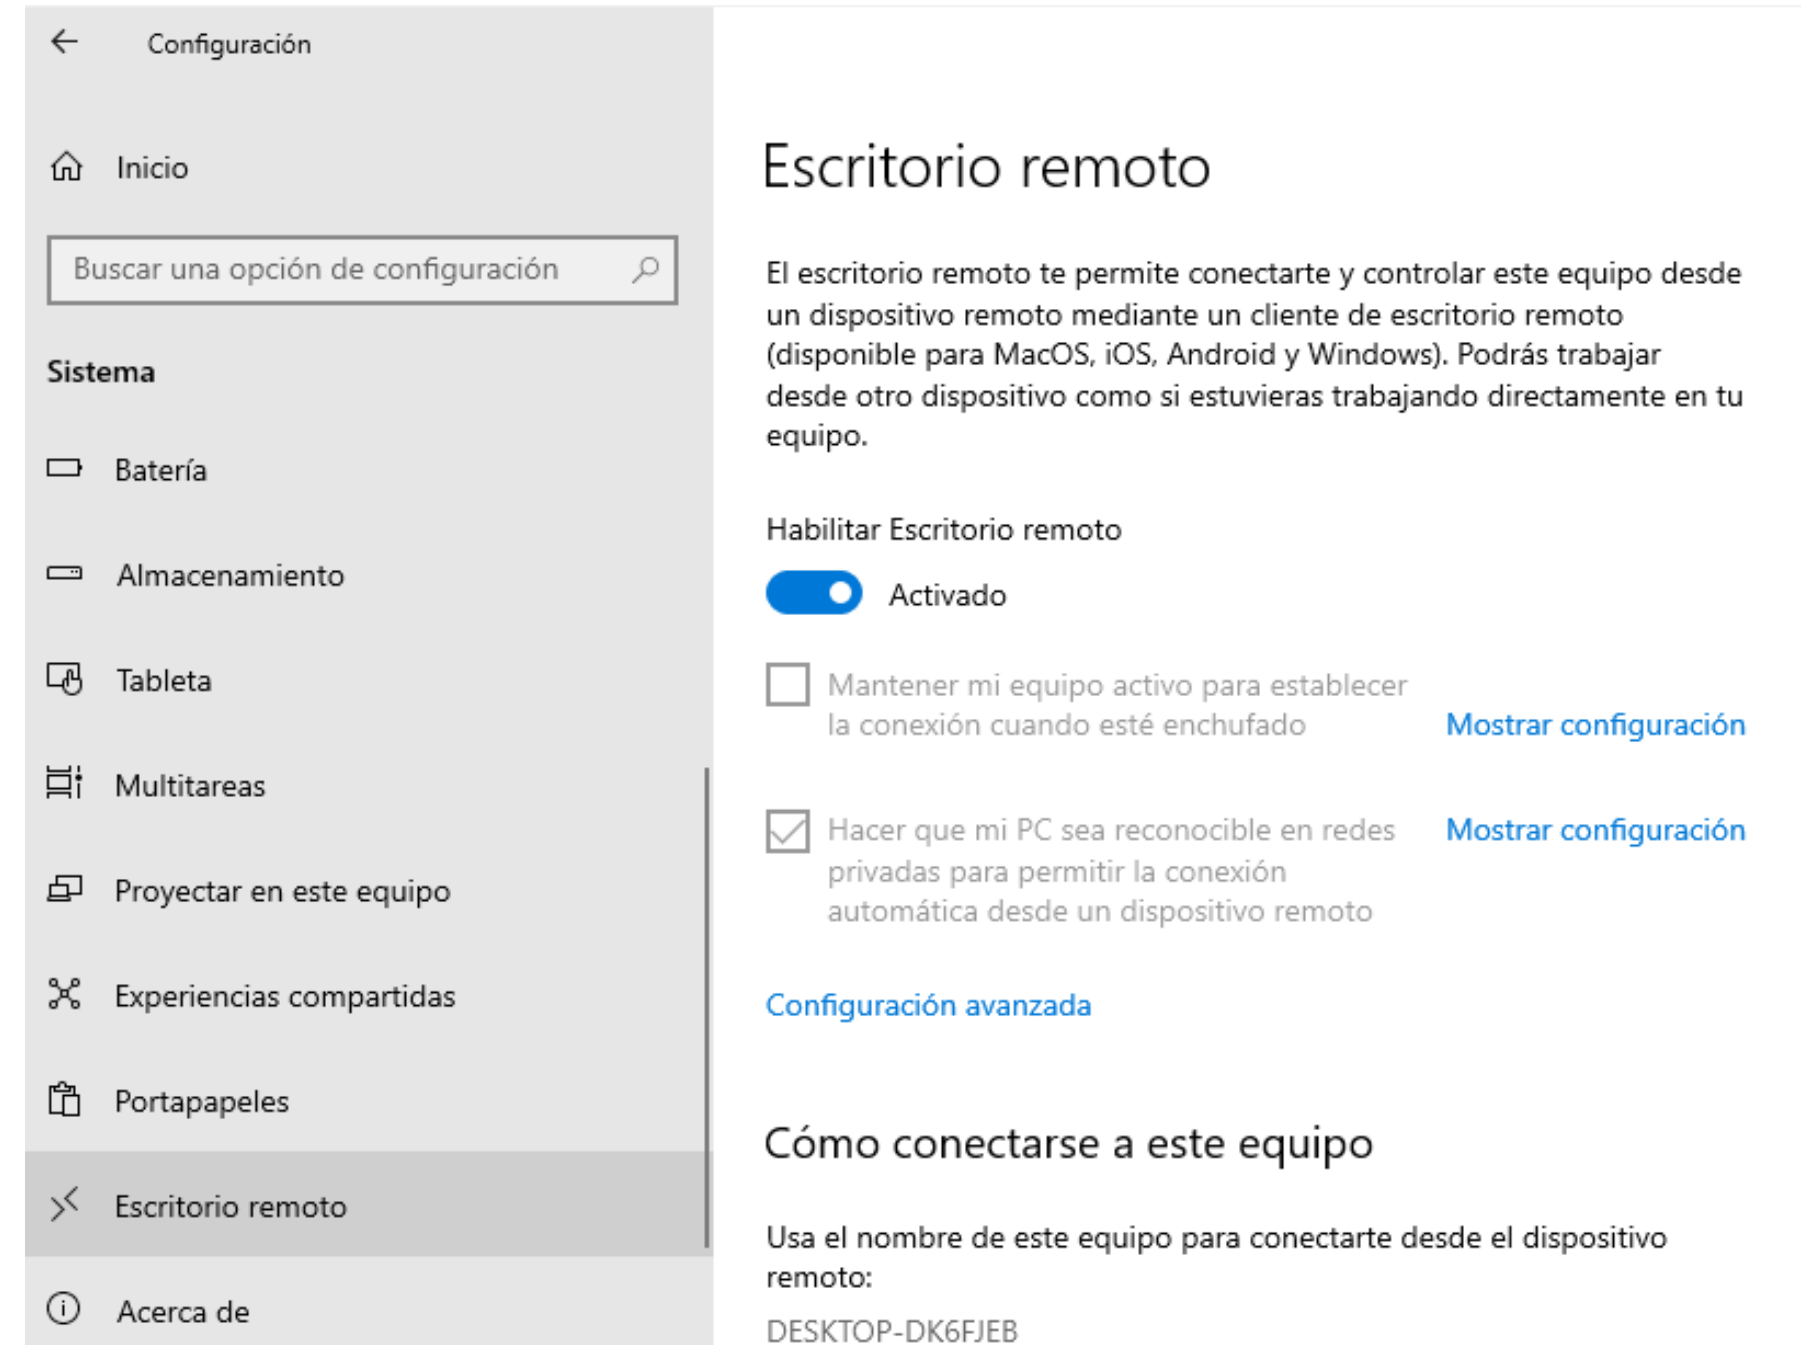 Configuración
Inicio
Buscar una opción de configuración
Sistema
Batería
Almacenamiento
Tableta
Multitareas
Proyectar en este equipo
Experiencias compartidas
Portapapeles
Escritorio remoto
Acerca de
Escritorio remoto
El escritorio remoto te permite conectarte y controlar este equipo desde
un dispositivo remoto mediante un cliente de escritorio remoto
(disponible para MacOS, iOS, Android y Windows). Podrás trabajar
desde otro dispositivo como si estuvieras trabajando directamente en tu
equipo.
Habilitar Escritorio remoto
Activado
Mantener mi equipo activo para establecer
la conexión cuando esté enchufado
Mostrar configuración
Hacer que mi PC sea reconocible en redes
privadas para permitir la conexión
automática desde un dispositivo remoto
Mostrar configuración
Configuración avanzada
Cómo conectarse a este equipo
Usa el nombre de este equipo para conectarte desde el dispositivo
remoto:
DESKTOP-DK6FJEB